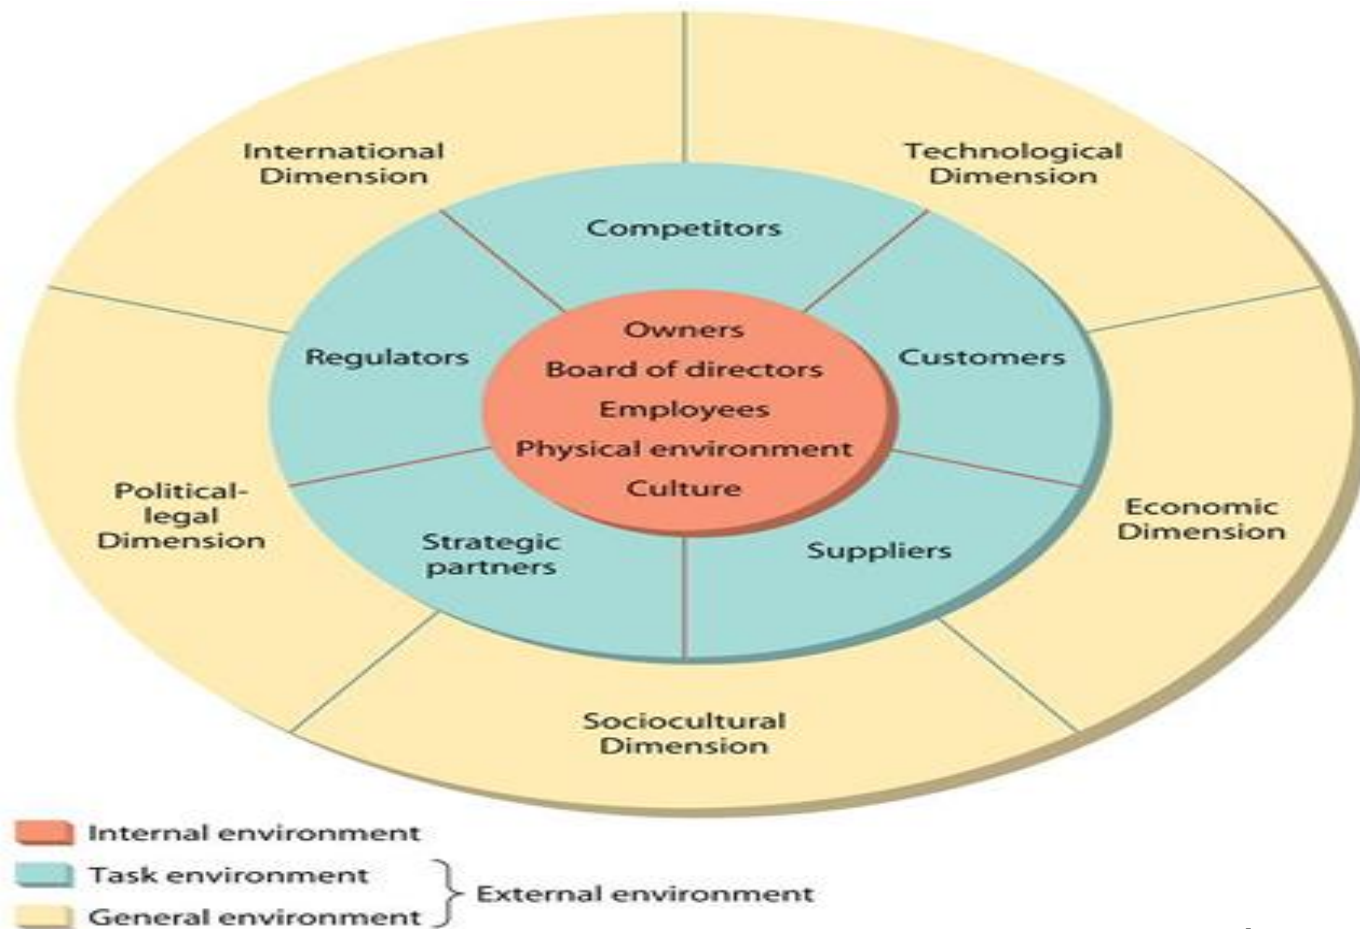 International
Dimension
Technological
Dimension
Competitors
Regulators
Owners
Board of directors
Employees
Physical environment
Culture
Customers
Political-
legal
Dimension
Strategic
partners
Suppliers
Economic
Dimension
Sociocultural
Dimension
Internal environment
Task environment
General environment
External environment